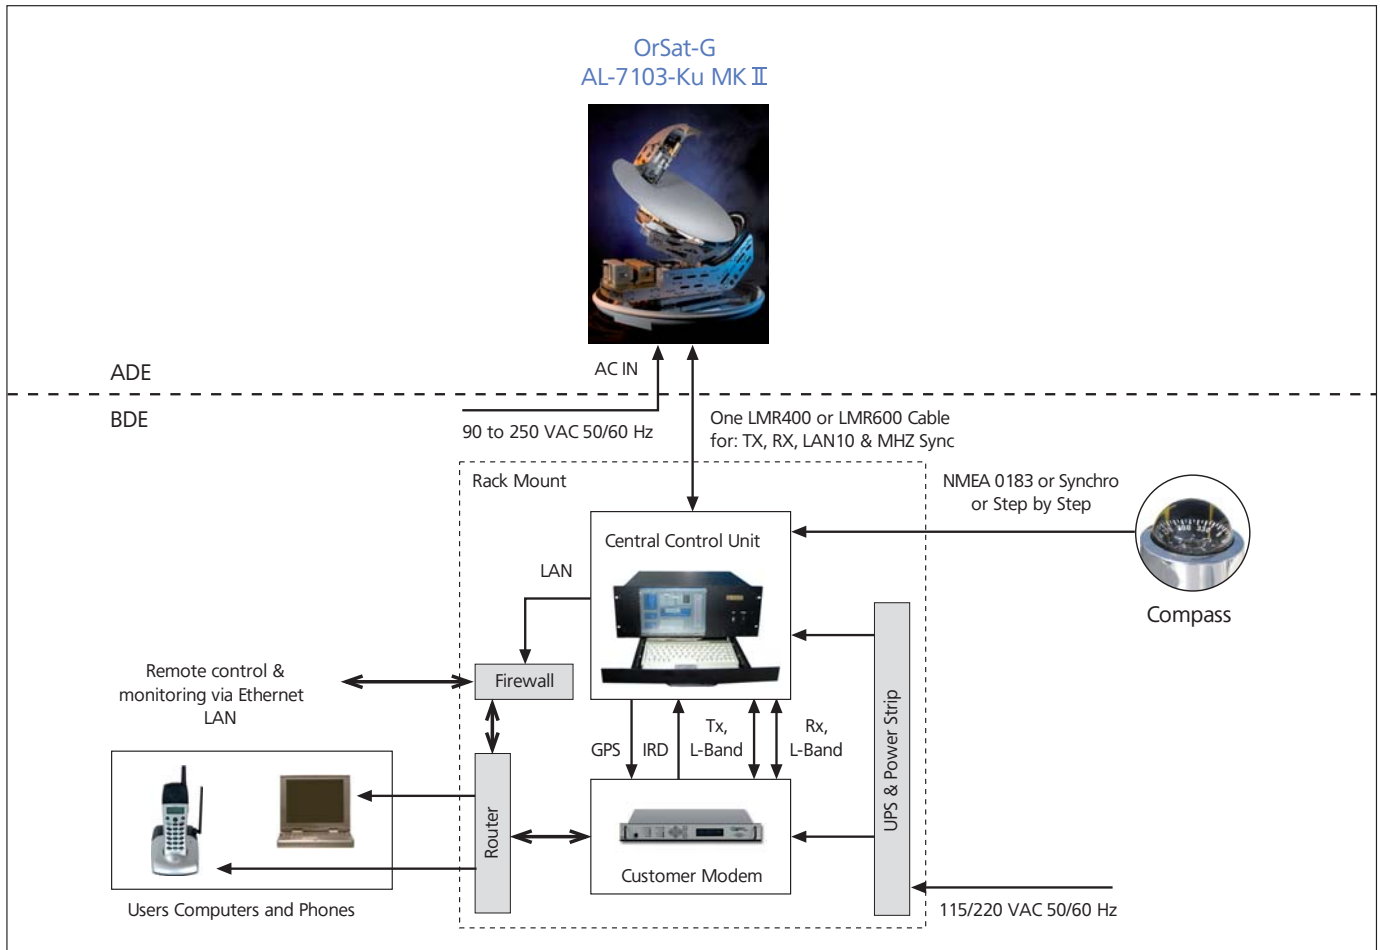 OrSat-G
AL-7103-Ku MK II
AC IN
ADE
BDE
90 to 250 VAC 50/60 Hz
One LMR400 or LMR600 Cable
for: TX, RX, LAN10 & MHZ Sync
Rack Mount
NMEA 0183 or Synchro
or Step by Step
Central Control Unit
LAN
Compass
Remote control &
monitoring via Ethernet
LAN
Firewall
GPS
IRD
Tx,
L-Band
Rx,
L-Band
UPS & Power Strip
Router
Customer Modem
Users Computers and Phones
115/220 VAC 50/60 Hz